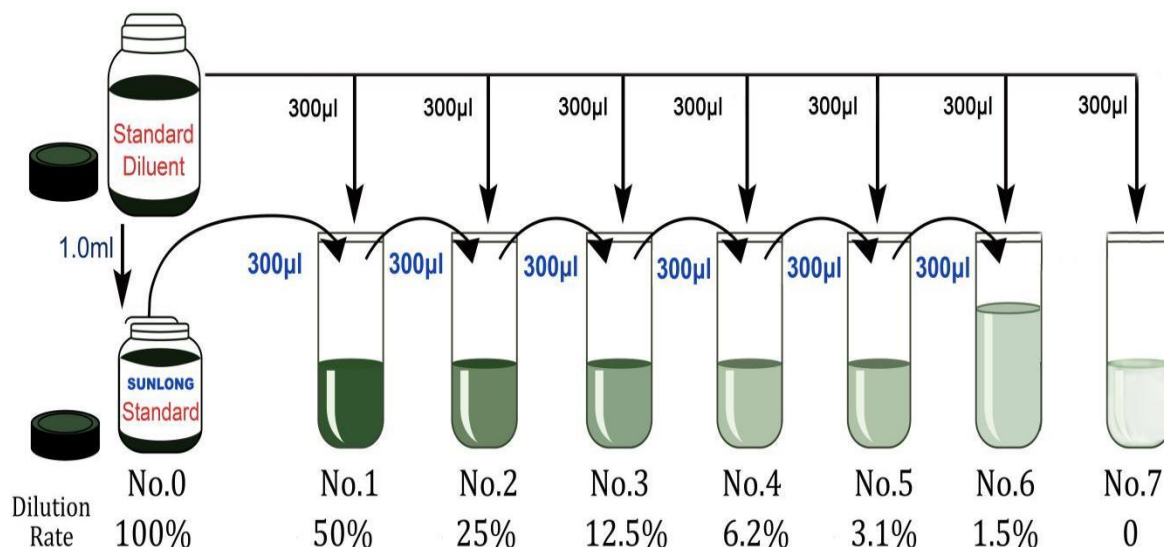 300µl 300µl 300µl 300µl 300µl 300µl 300µl
Standard
Diluent
1.0ml
300µl 300µl 300µl 300µl 300µl 300µl
SUNLONG
Standard
No.0 No.1 No.2 No.3 No.4 No.5 No.6 No.7
Dilution
Rate 100% 50% 25% 12.5% 6.2% 3.1% 1.5% 0